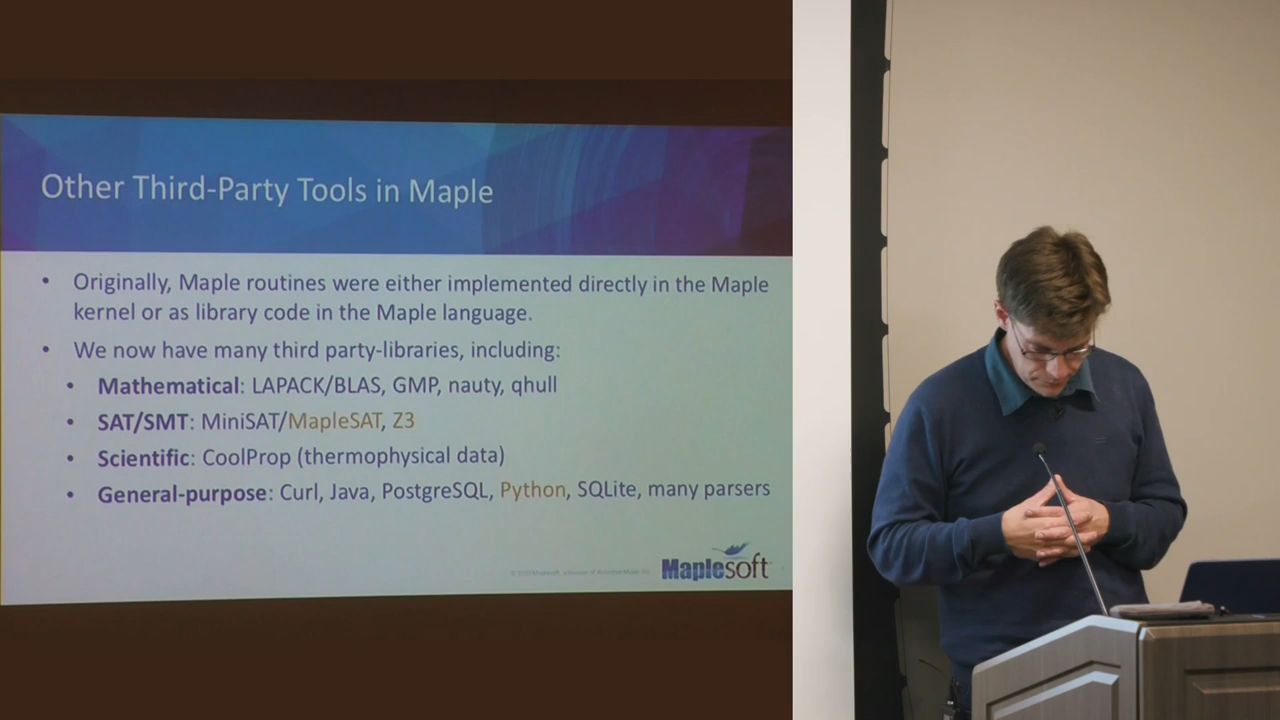 Other Third-Party Tools in Maple
• Originally, Maple routines were either implemented directly in the Maple
kernel or as library code in the Maple language.
• We now have many third party-libraries, including:
• Mathematical: LAPACK/BLAS, GMP, nauty, qhull
• SAT/SMT: MiniSAT/MapleSAT, Z3
• Scientific: CoolProp (thermophysical data)
• General-purpose: Curl, Java, PostgreSQL, Python, SQLite, many parsers
Maplesoft